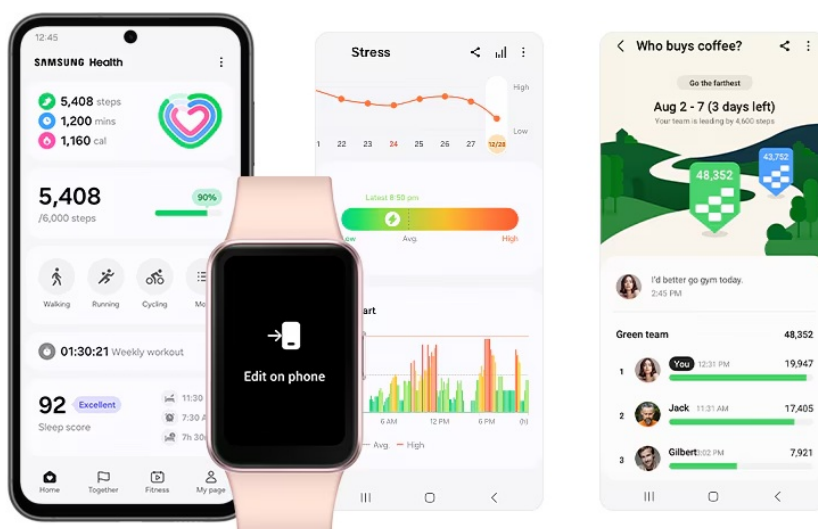 12:45
SAMSUNG Health
5,408 steps
1,200 mins
1,160 cal
5,408
/6,000 steps
90%
Walking
Running
Cycling
01:30:21 Weekly workout
92 Excellent
Sleep score
11:30
7:30
7h
Home
Together
Fitness
My page
Edit on phone
Stress
High
Low
22 23 24 25 26 27 12/28
Latest 8:50 pm
Avg.
High
6 AM 12 PM 6 PM (h)
Avg. High
Who buys coffee?
Go the farthest
Aug 2 - 7 (3 days left)
Your team is leading by 4,600 steps
48,352
43,752
I'd better go gym today.
2:45 PM
Green team 48,352
1 You 12:31 PM 19,947
2 Jack 11:31 AM 17,405
3 Gilbert 7,921